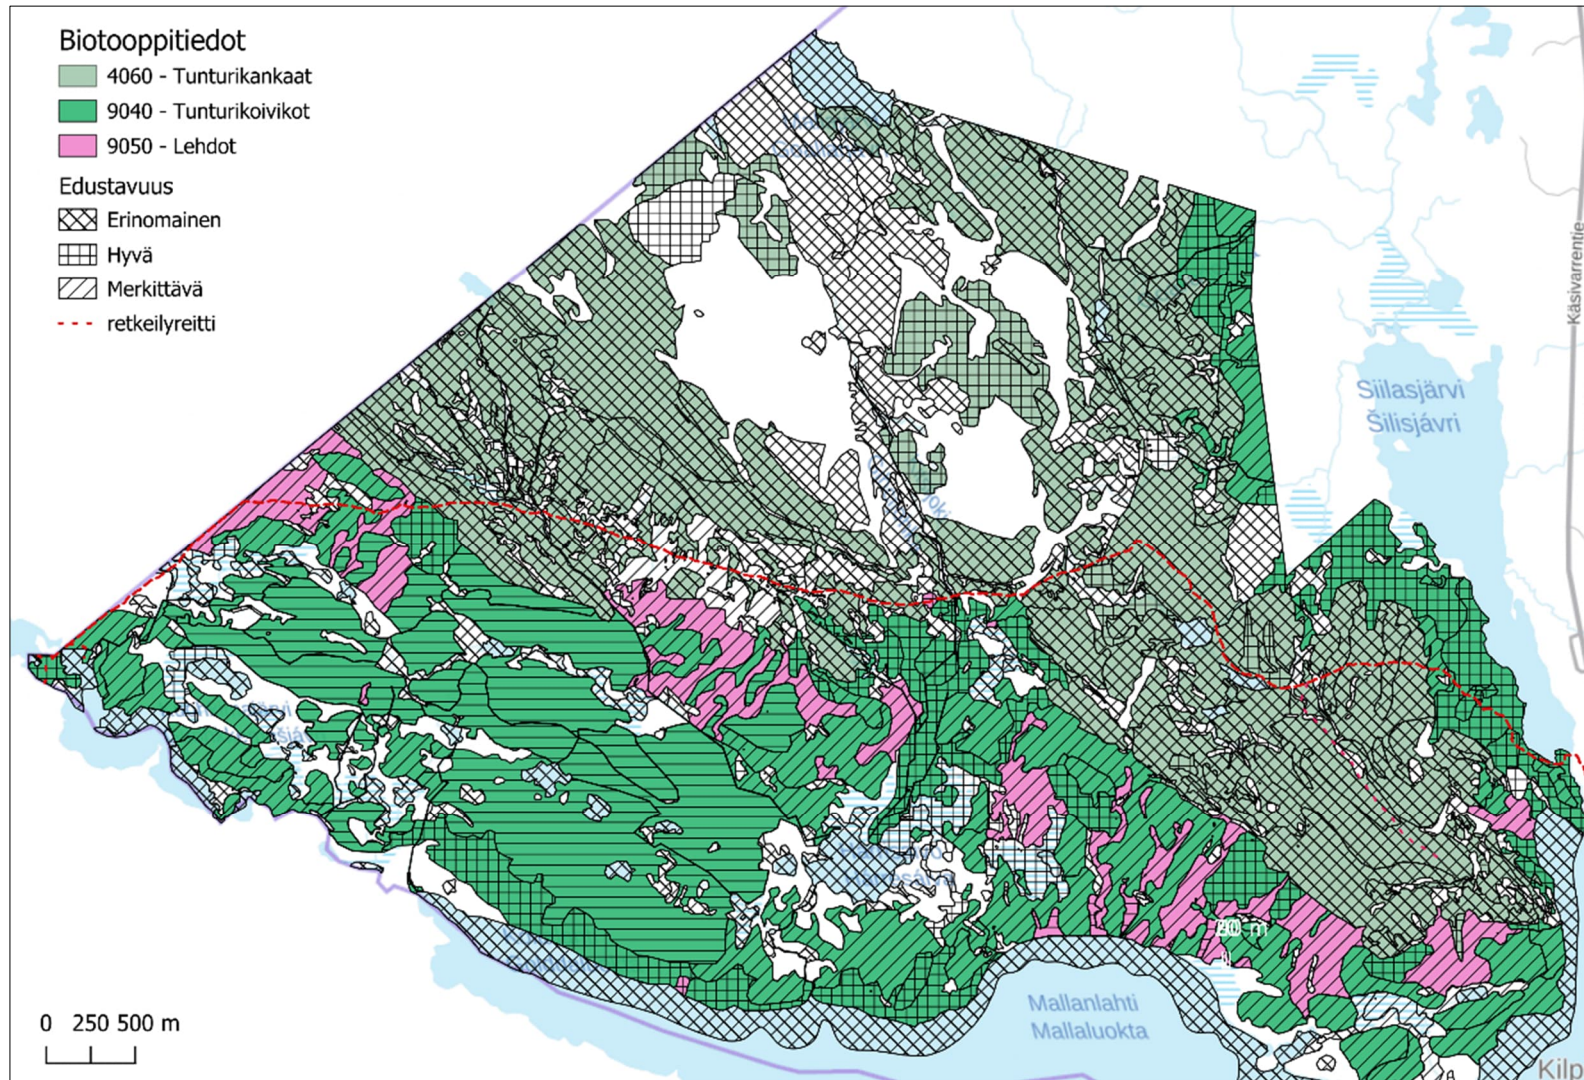 Biotooppitiedot
4060 - Tunturikankaat
9040 - Tunturikoivikot
9050 - Lehdot
Edustavuus
Erinomainen
Hyvä
Merkittävä
retkeilyreitti
Käsivarrentie
Siilasjärvi
Šilisjávri
m
Mallanlahti
Mallaluokta
0 250 500 m
Kilp